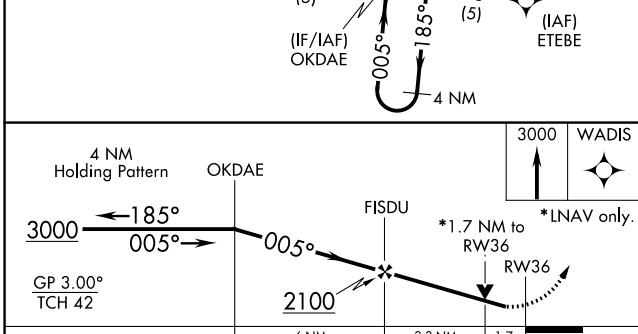 (5)
(IF/IAF)
OKDAE
005°
185°
(IAF)
ETEBE
4 NM
4 NM
Holding Pattern
OKDAE
3000
WADIS
3000
185°
005°
005°
FISDU
*LNAV only.
*1.7 NM to
RW36
RW36
GP 3.00°
TCH 42
2100